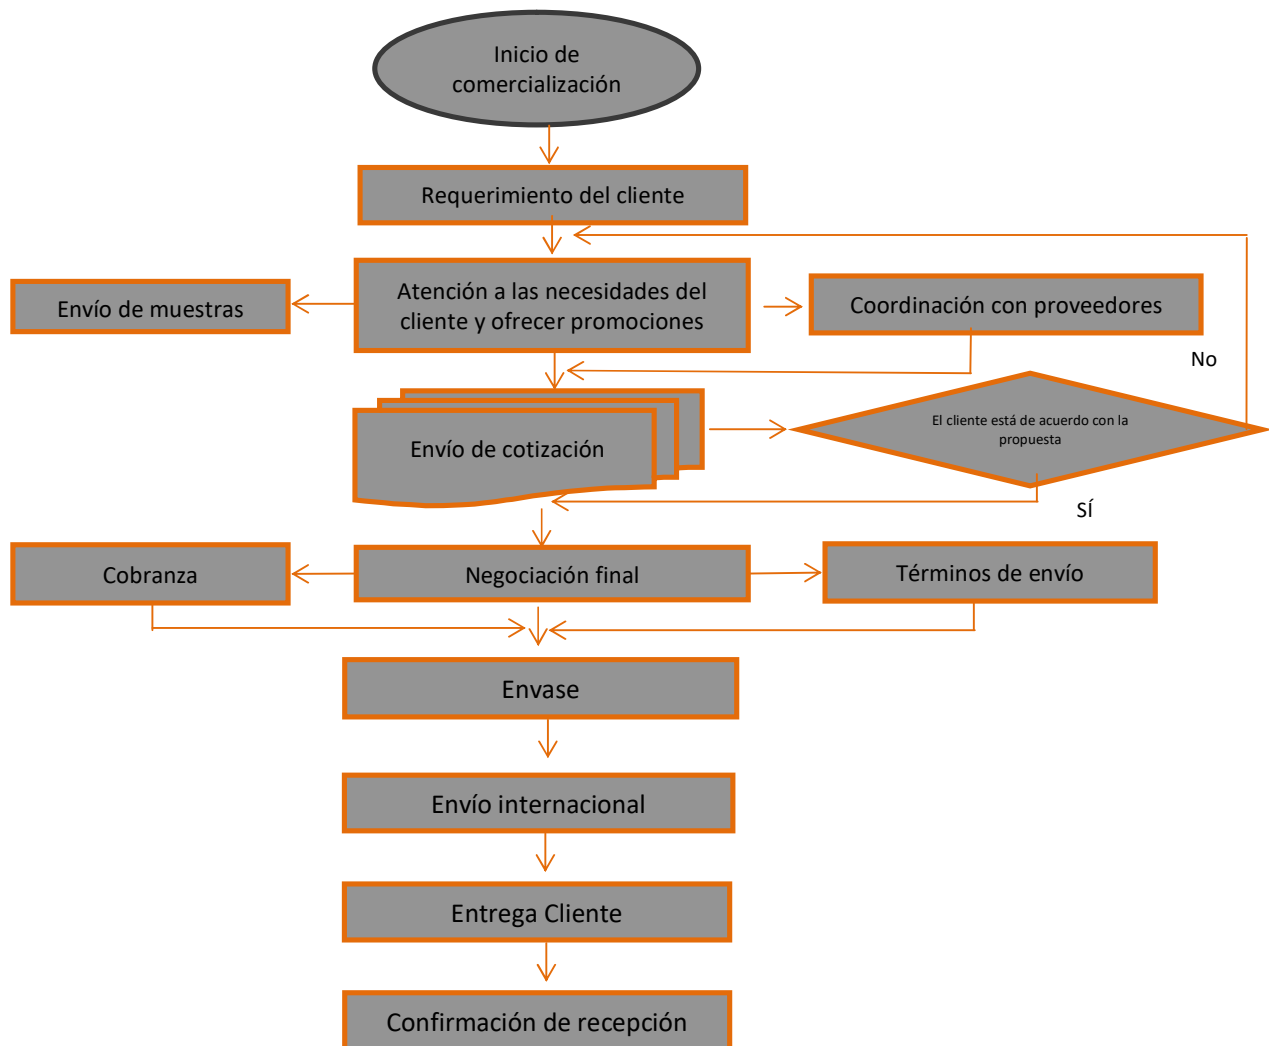 Inicio de
comercialización
Requerimiento del cliente
Envío de muestras
Atención a las necesidades del
cliente y ofrecer promociones
Coordinación con proveedores
No
Envío de cotización
El cliente está de acuerdo con la
propuesta
SÍ
Cobranza
Negociación final
Términos de envío
Envase
Envío internacional
Entrega Cliente
Confirmación de recepción